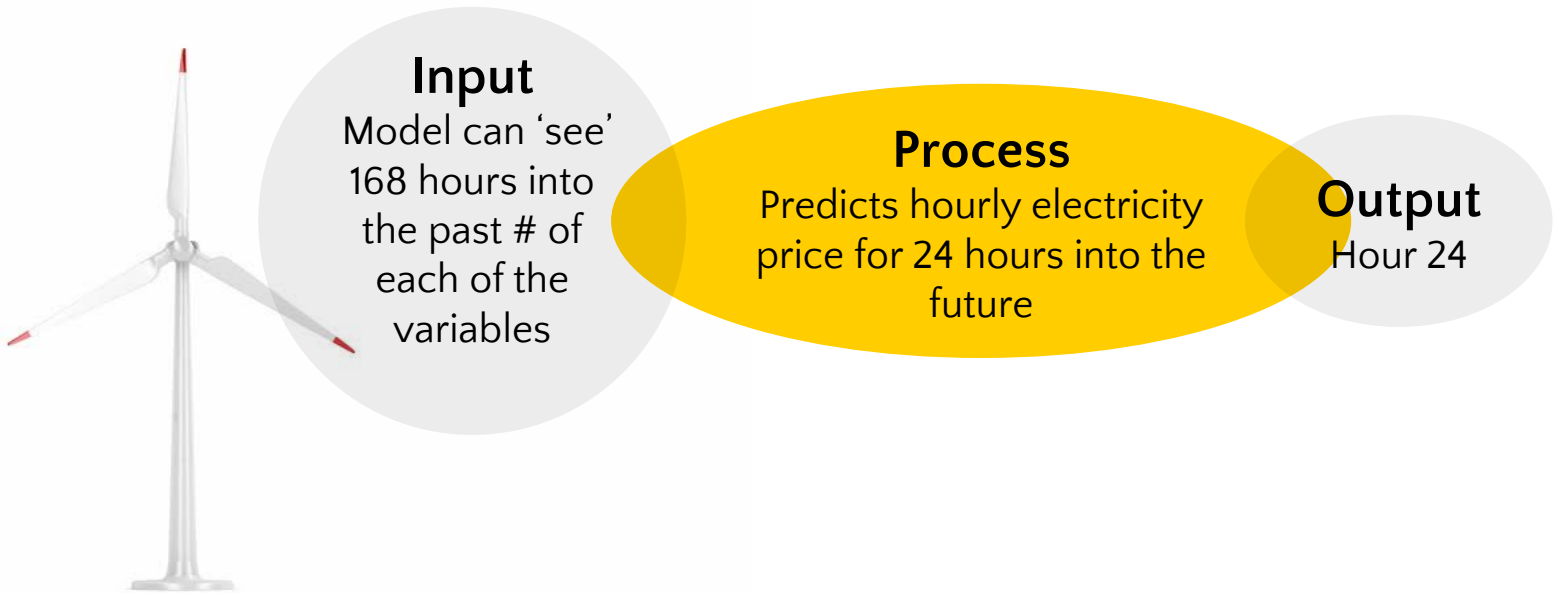 Input
Model can ‘see’
168 hours into
the past # of
each of the
variables
Process
Predicts hourly electricity
price for 24 hours into the
future
Output
Hour 24